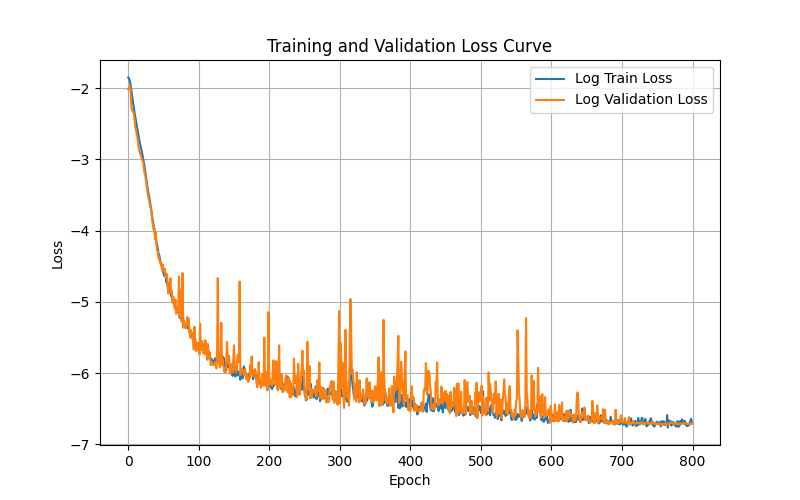 Training and Validation Loss Curve
Log Train Loss
Log Validation Loss
Loss
−2
−3
−4
−5
−6
−7
0 100 200 300 400 500 600 700 800
Epoch